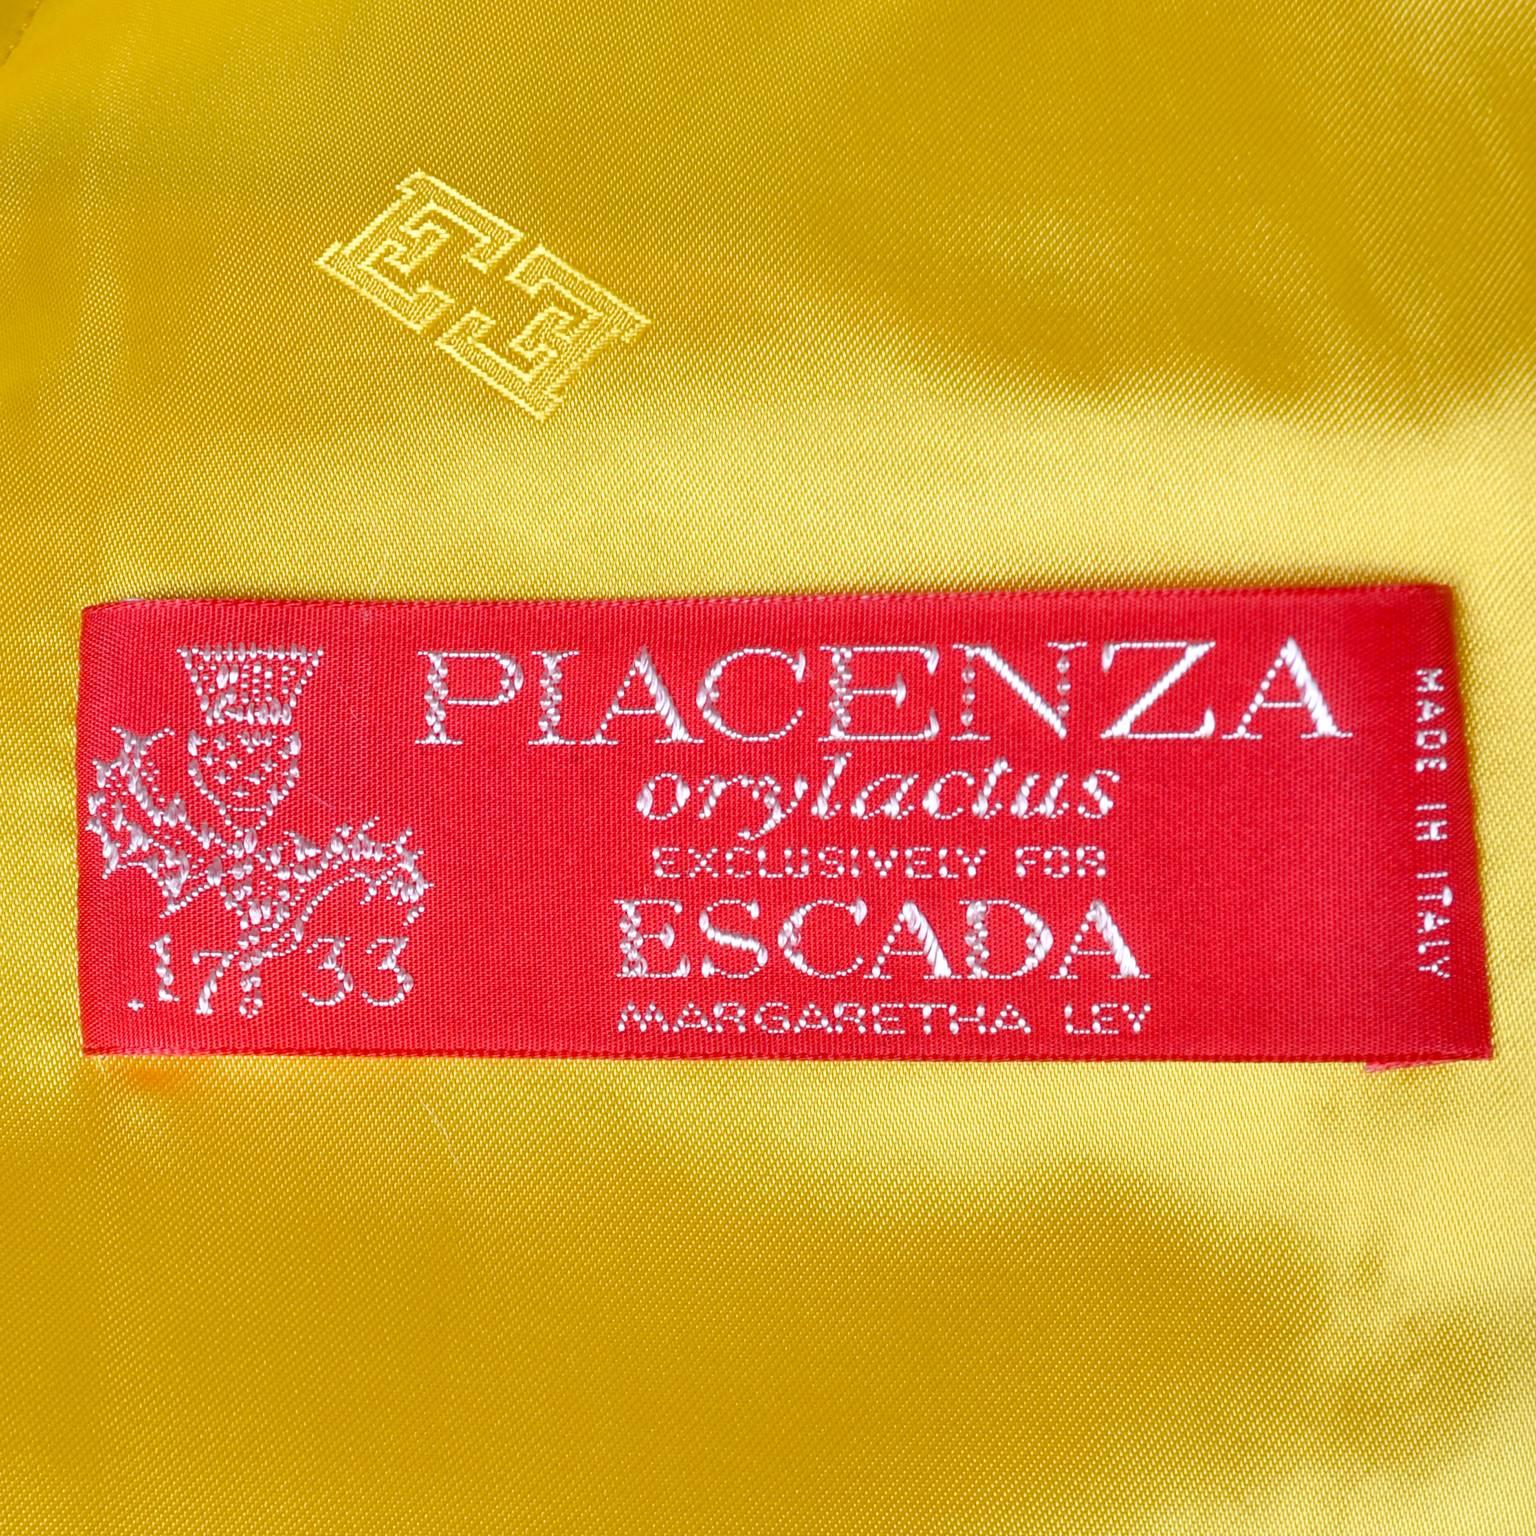 PIACENZA
orylactus
EXCLUSIVELY FOR
ESCADA
MARGARETHA LEY
.1733
MADE IN ITALY